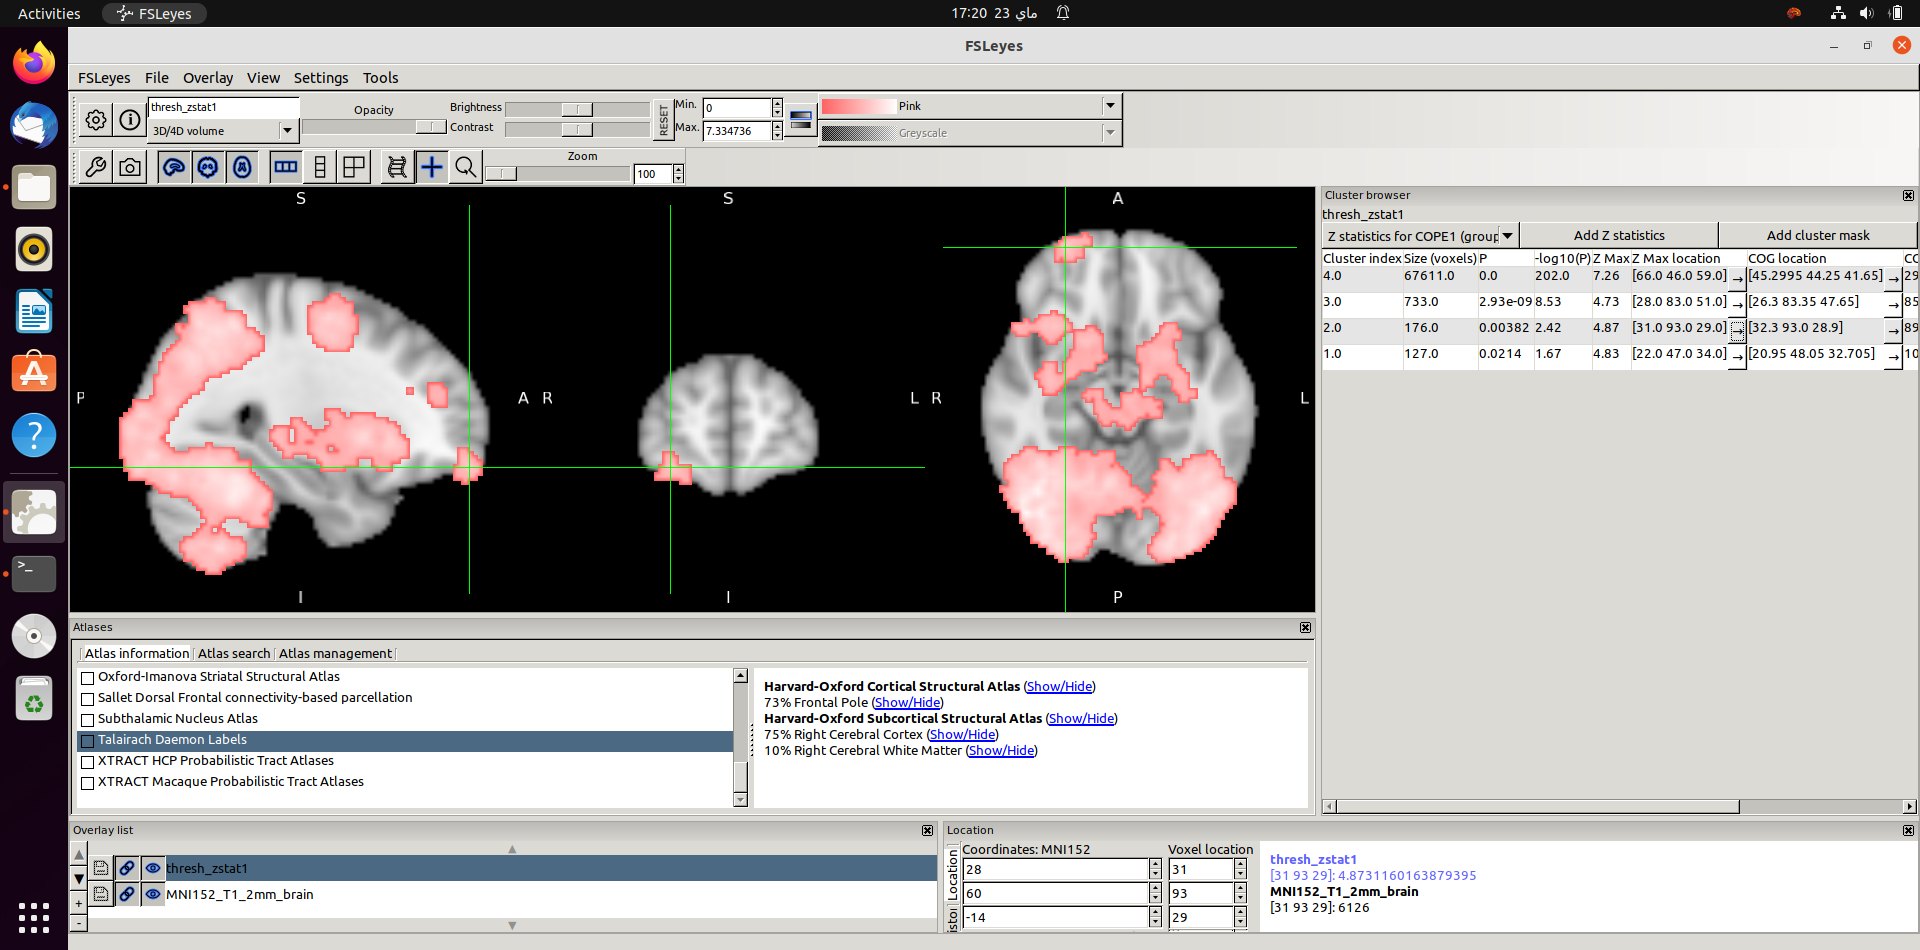 Activities FSLeyes 17:20 23 ماي
FSLeyes
FSLeyes File Overlay View Settings Tools
thresh_zstat1
3D/4D volume
Opacity
Brightness
Contrast
RESET
Min. 0
Max. 7.334736
Pink
Greyscale
Zoom
100
S S A
P A R L R L
I I P
Cluster browser
thresh_zstat1
Z statistics for COPE1 (group Add Z statistics Add cluster mask
Cluster index Size (voxels) P -log10(P) Z Max Z Max location COG location CO
4.0 67611.0 0.0 202.0 7.26 [66.0 46.0 59.0] → [45.2995 44.25 41.65] → 29
3.0 733.0 2.93e-09 8.53 4.73 [28.0 83.0 51.0] → [26.3 83.35 47.65] → 85
2.0 176.0 0.00382 2.42 4.87 [31.0 93.0 29.0] → [32.3 93.0 28.9] → 89
1.0 127.0 0.0214 1.67 4.83 [22.0 47.0 34.0] → [20.95 48.05 32.705] → 10
Atlases
Atlas information Atlas search Atlas management
Oxford-Imanova Striatal Structural Atlas
Sallet Dorsal Frontal connectivity-based parcellation
Subthalamic Nucleus Atlas
Talairach Daemon Labels
XTRACT HCP Probabilistic Tract Atlases
XTRACT Macaque Probabilistic Tract Atlases
Harvard-Oxford Cortical Structural Atlas (Show/Hide)
73% Frontal Pole (Show/Hide)
Harvard-Oxford Subcortical Structural Atlas (Show/Hide)
75% Right Cerebral Cortex (Show/Hide)
10% Right Cerebral White Matter (Show/Hide)
Overlay list
thresh_zstat1
MNI152_T1_2mm_brain
+
-
Location
Location
Coordinates: MNI152 Voxel location
28 31
60 93
-14 29
thresh_zstat1
[31 93 29]: 4.8731160163879395
MNI152_T1_2mm_brain
[31 93 29]: 6126